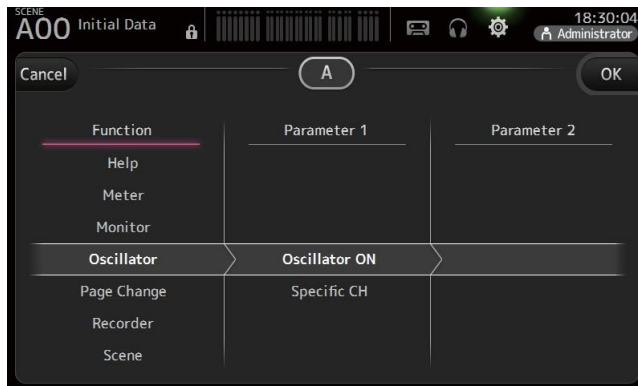 SCENE
A00 Initial Data
18:30:04
Administrator
Cancel
A
OK
Function Parameter 1 Parameter 2
Help
Meter
Monitor
Oscillator Oscillator ON
Page Change Specific CH
Recorder
Scene